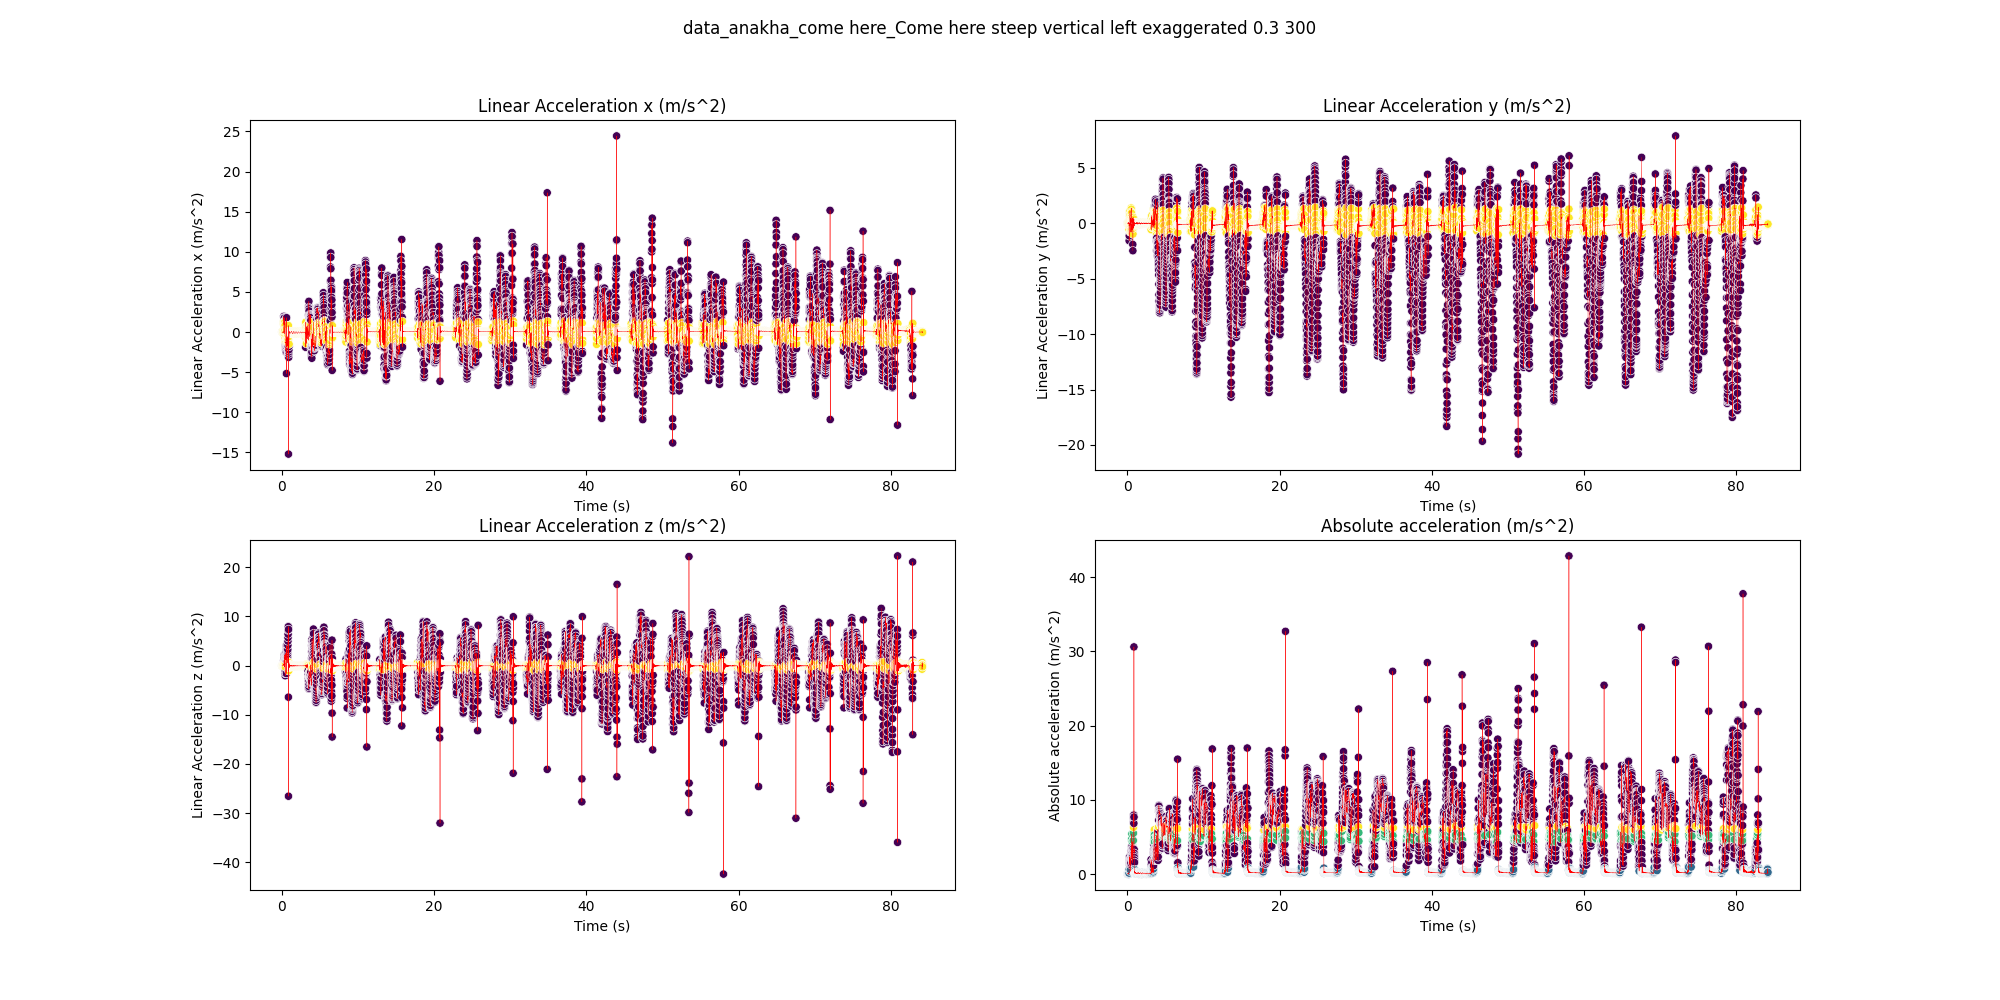 data_anakha_come here_Come here steep vertical left exaggerated 0.3 300
Linear Acceleration x (m/s^2)
Linear Acceleration x (m/s^2)
25
20
15
10
5
0
−5
−10
−15
0 20 40 60 80
Time (s)
Linear Acceleration y (m/s^2)
Linear Acceleration y (m/s^2)
5
0
−5
−10
−15
−20
0 20 40 60 80
Time (s)
Linear Acceleration z (m/s^2)
Linear Acceleration z (m/s^2)
20
10
0
−10
−20
−30
−40
0 20 40 60 80
Time (s)
Absolute acceleration (m/s^2)
Absolute acceleration (m/s^2)
40
30
20
10
0
0 20 40 60 80
Time (s)